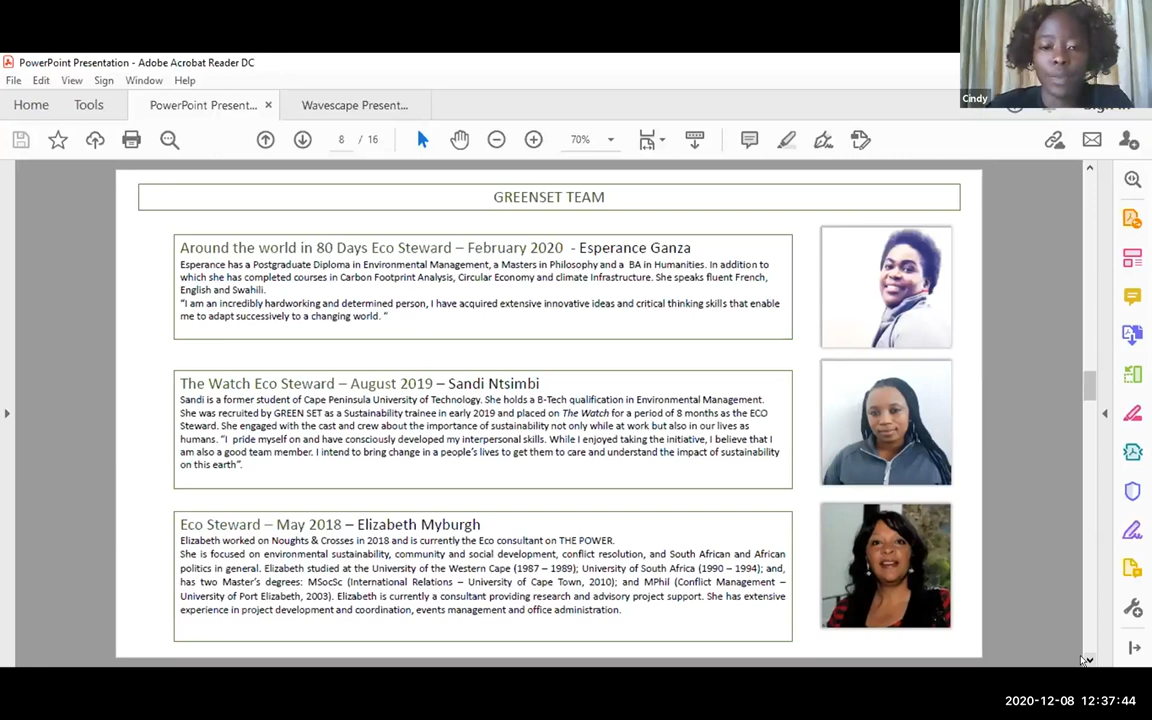 PowerPoint Presentation - Adobe Acrobat Reader DC
File Edit View Sign Window Help
Cindy
Home Tools PowerPoint Present... × Wavescape Present...
8 / 16 70%
GREENSET TEAM
Around the world in 80 Days Eco Steward – February 2020 - Esperance Ganza
Esperance has a Postgraduate Diploma in Environmental Management, a Masters in Philosophy and a BA in Humanities. In addition to
which she has completed courses in Carbon Footprint Analysis, Circular Economy and climate Infrastructure. She speaks fluent French,
English and Swahili.
"I am an incredibly hardworking and determined person, I have acquired extensive innovative ideas and critical thinking skills that enable
me to adapt successively to a changing world. "
The Watch Eco Steward – August 2019 – Sandi Ntsimbi
Sandi is a former student of Cape Peninsula University of Technology. She holds a B-Tech qualification in Environmental Management.
She was recruited by GREEN SET as a Sustainability trainee in early 2019 and placed on The Watch for a period of 8 months as the ECO
Steward. She engaged with the cast and crew about the importance of sustainability not only while at work but also in our lives as
humans. "I pride myself on and have consciously developed my interpersonal skills. While I enjoyed taking the initiative, I believe that I
am also a good team member. I intend to bring change in a people's lives to get them to care and understand the impact of sustainability
on this earth".
Eco Steward – May 2018 – Elizabeth Myburgh
Elizabeth worked on Noughts & Crosses in 2018 and is currently the Eco consultant on THE POWER.
She is focused on environmental sustainability, community and social development, conflict resolution, and South African and African
politics in general. Elizabeth studied at the University of the Western Cape (1987 – 1989); University of South Africa (1990 – 1994); and,
has two Master's degrees: MSocSc (International Relations – University of Cape Town, 2010); and MPhil (Conflict Management –
University of Port Elizabeth, 2003). Elizabeth is currently a consultant providing research and advisory project support. She has extensive
experience in project development and coordination, events management and office administration.
2020-12-08 12:37:44